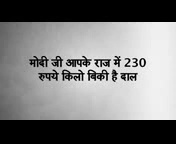 मोबी जी आपके राज में 230
रुपये किलो बिकी है दाल